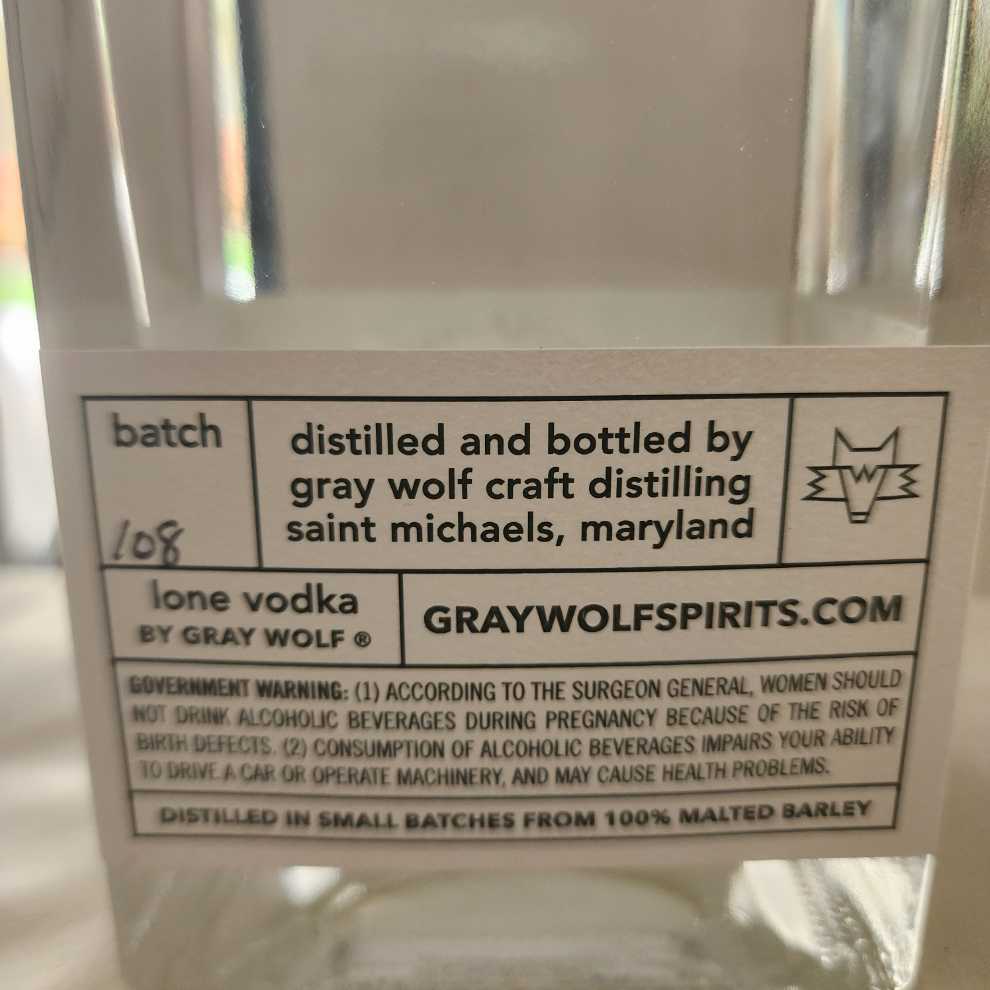 batch
108
distilled and bottled by
gray wolf craft distilling
saint michaels, maryland
lone vodka
BY GRAY WOLF ®
GRAYWOLFSPIRITS.COM
GOVERNMENT WARNING: (1) ACCORDING TO THE SURGEON GENERAL, WOMEN SHOULD
NOT DRINK ALCOHOLIC BEVERAGES DURING PREGNANCY BECAUSE OF THE RISK OF
BIRTH DEFECTS. (2) CONSUMPTION OF ALCOHOLIC BEVERAGES IMPAIRS YOUR ABILITY
TO DRIVE A CAR OR OPERATE MACHINERY, AND MAY CAUSE HEALTH PROBLEMS.
DISTILLED IN SMALL BATCHES FROM 100% MALTED BARLEY